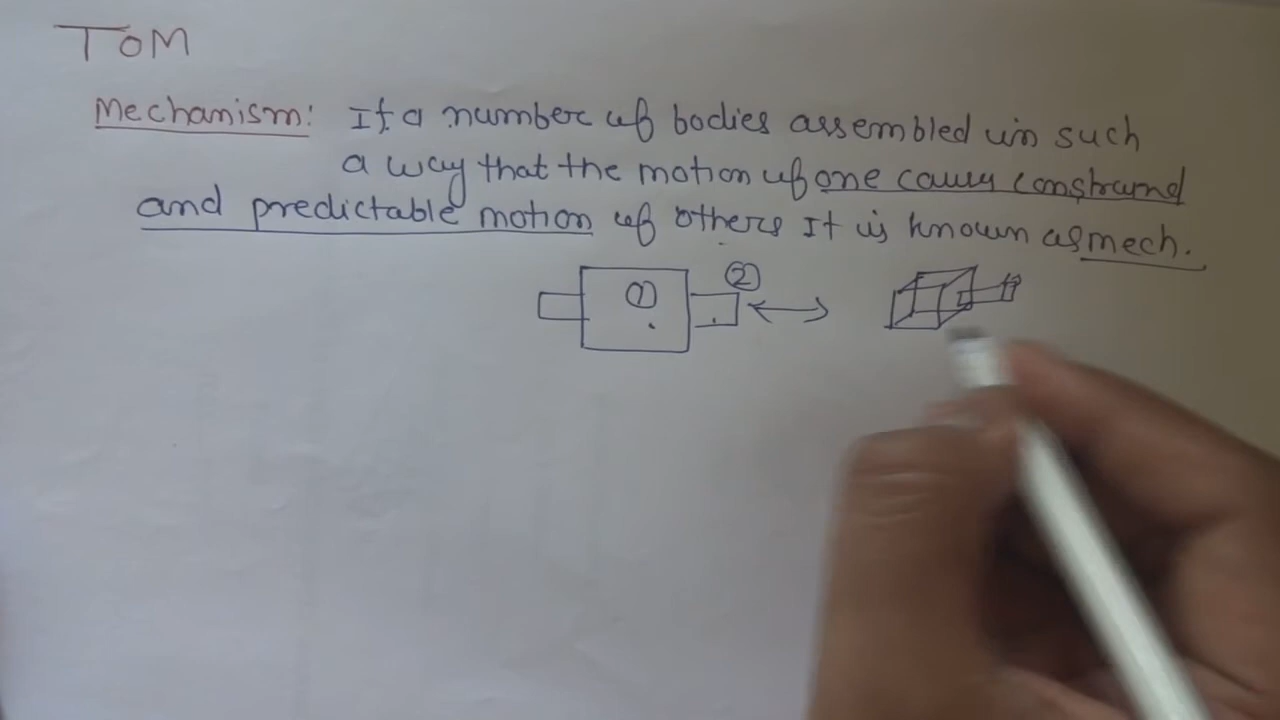 TOM
Mechanism: If a number of bodies assembled in such
a way that the motion of one causes constrained
and predictable motion of others It is known as mech.
1
2